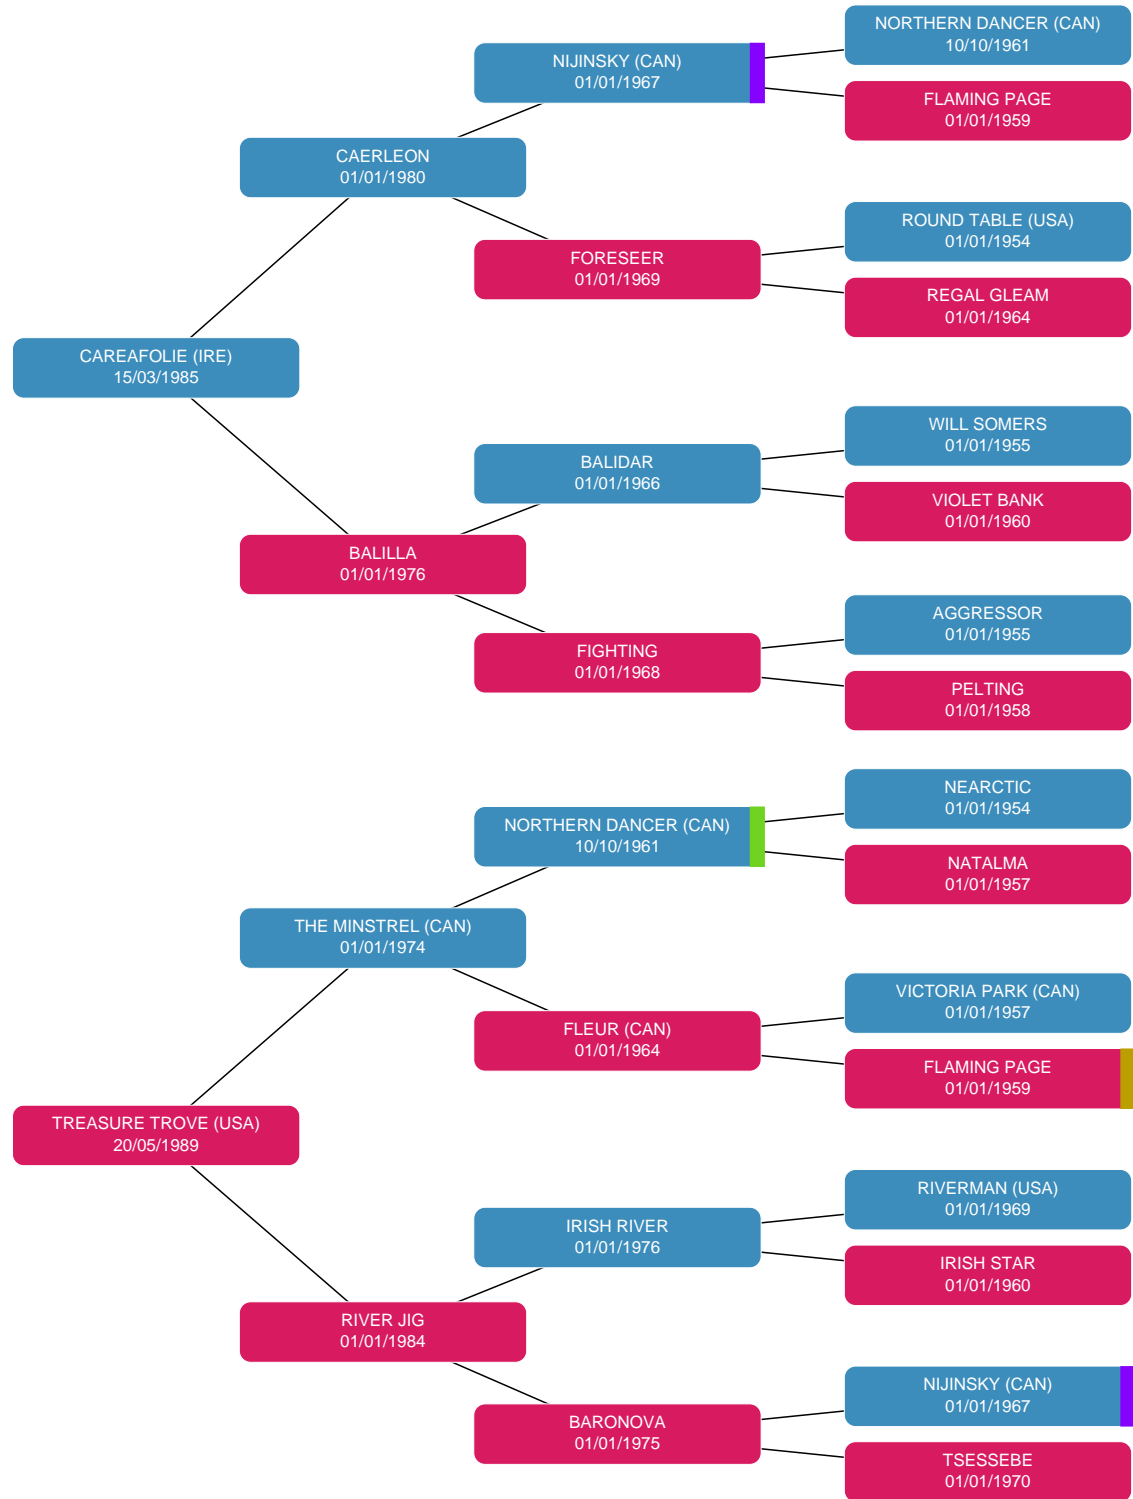 NORTHERN DANCER (CAN)
10/10/1961
NIJINSKY (CAN)
01/01/1967
FLAMING PAGE
01/01/1959
CAERLEON
01/01/1980
ROUND TABLE (USA)
01/01/1954
FORESEER
01/01/1969
REGAL GLEAM
01/01/1964
CAREAFOLIE (IRE)
15/03/1985
WILL SOMERS
01/01/1955
BALIDAR
01/01/1966
VIOLET BANK
01/01/1960
BALILLA
01/01/1976
AGGRESSOR
01/01/1955
FIGHTING
01/01/1968
PELTING
01/01/1958
NEARCTIC
01/01/1954
NORTHERN DANCER (CAN)
10/10/1961
NATALMA
01/01/1957
THE MINSTREL (CAN)
01/01/1974
VICTORIA PARK (CAN)
01/01/1957
FLEUR (CAN)
01/01/1964
FLAMING PAGE
01/01/1959
TREASURE TROVE (USA)
20/05/1989
RIVERMAN (USA)
01/01/1969
IRISH RIVER
01/01/1976
IRISH STAR
01/01/1960
RIVER JIG
01/01/1984
NIJINSKY (CAN)
01/01/1967
BARONOVA
01/01/1975
TSESSEBE
01/01/1970